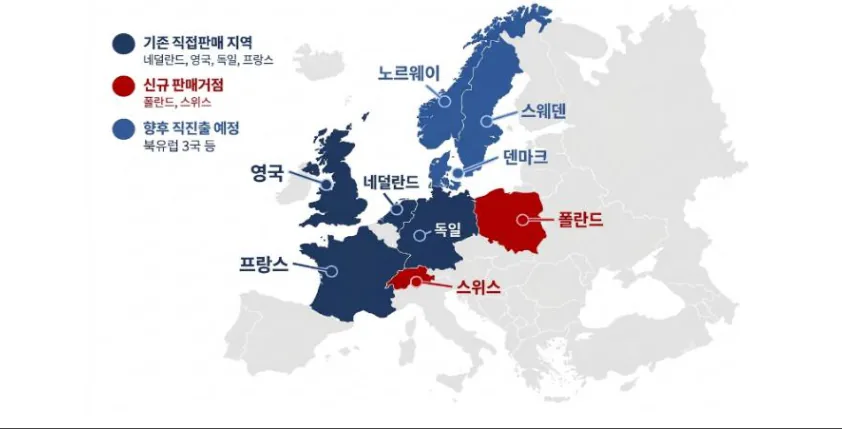 기존 직접판매 지역
네덜란드, 영국, 독일, 프랑스
신규 판매거점
폴란드, 스위스
향후 직진출 예정
북유럽 3국 등
노르웨이
스웨덴
덴마크
영국
네덜란드
독일
폴란드
프랑스
스위스